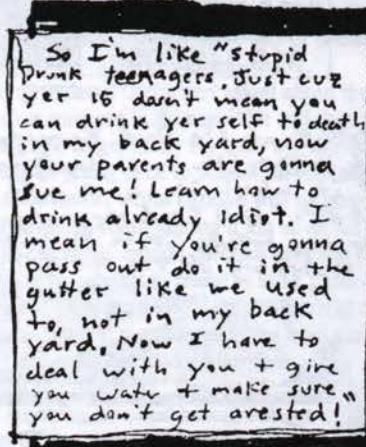 So I'm like "stupid
Drunk teenagers. Just cuz
yer 15 dosn't mean you
can drink yer self to death
in my back yard, now
your parents are gonna
sue me! Learn how to
drink already idiot. I
mean if you're gonna
pass out do it in the
gutter like we used
to, not in my back
yard. Now I have to
deal with you + give
you water + make sure
you don't get arested!"